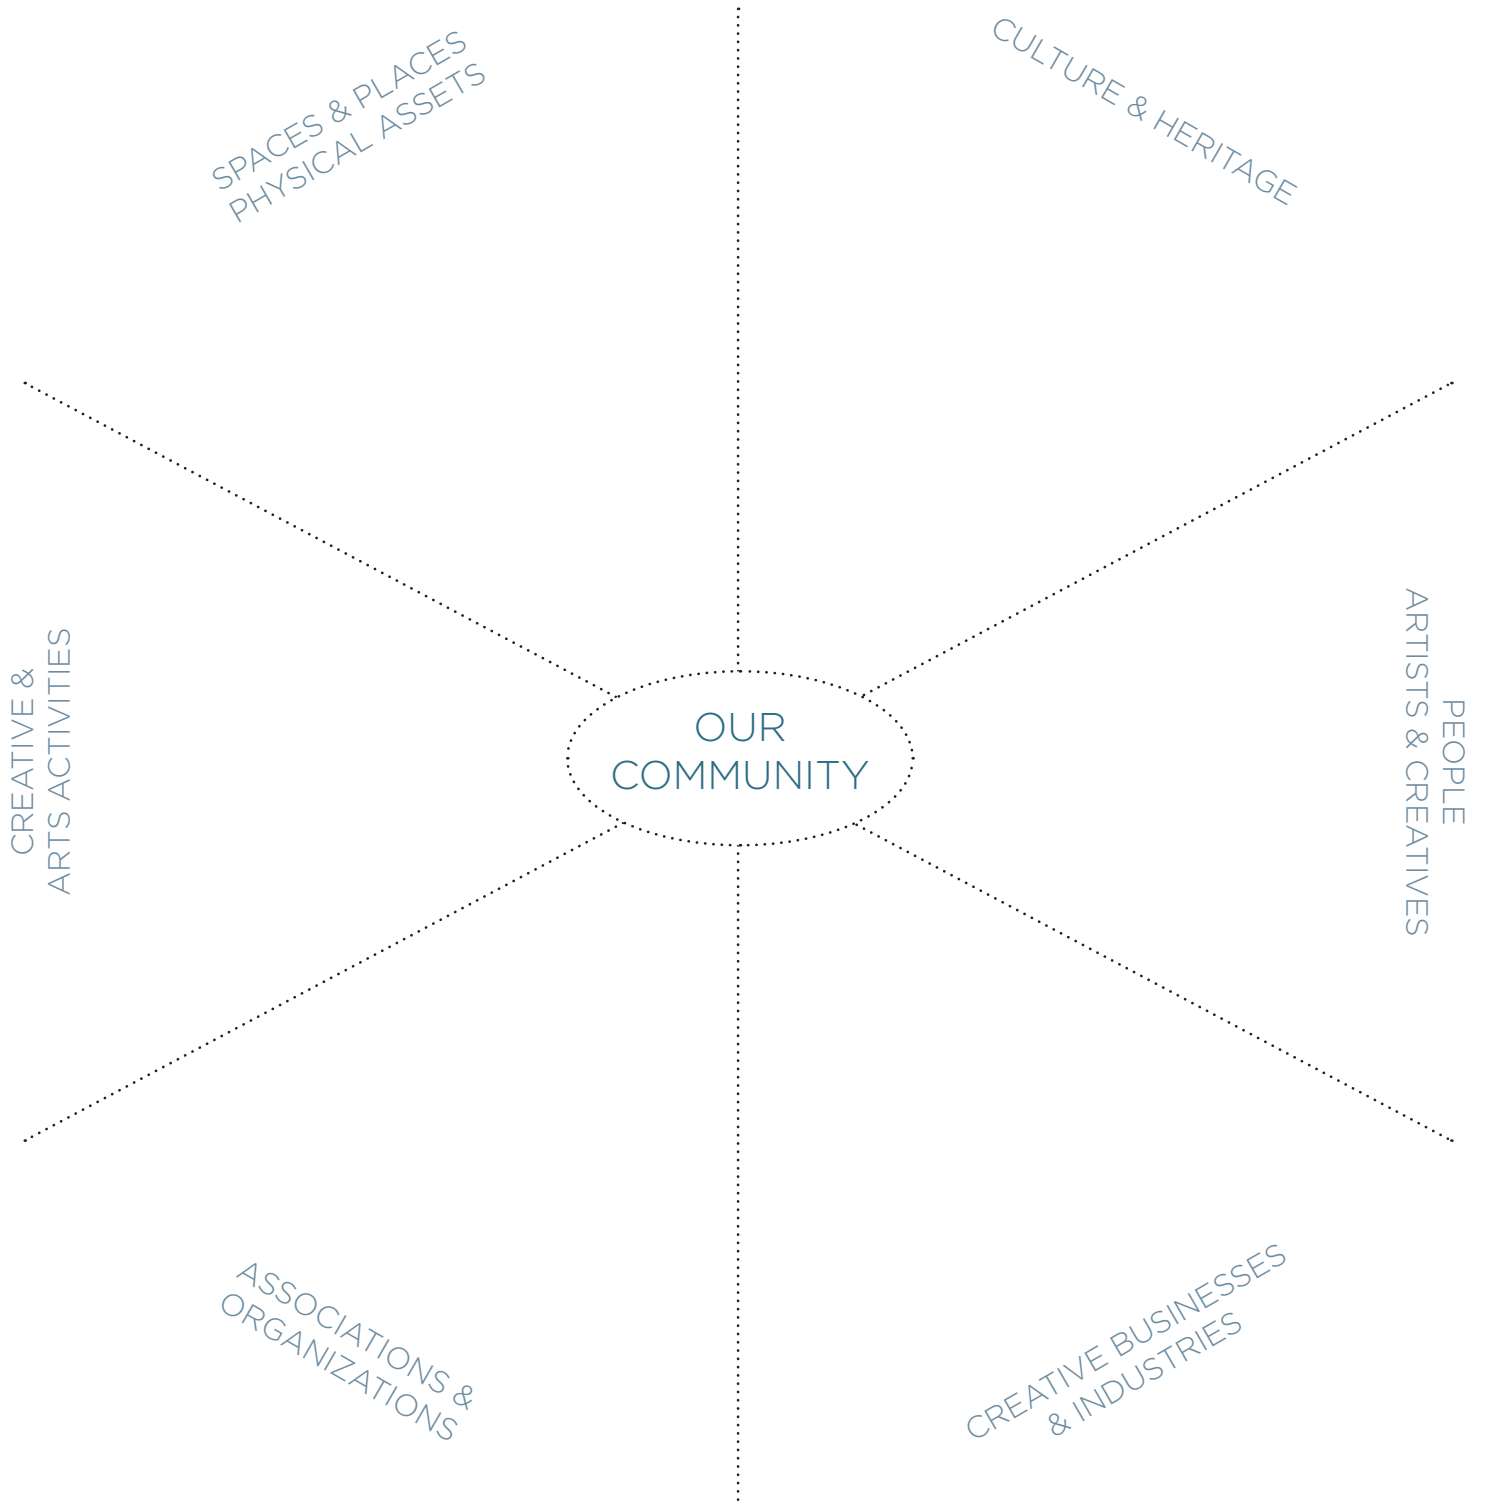 SPACES & PLACES
PHYSICAL ASSETS
CULTURE & HERITAGE
CREATIVE &
ARTS ACTIVITIES
OUR
COMMUNITY
PEOPLE
ARTISTS & CREATIVES
ASSOCIATIONS &
ORGANIZATIONS
CREATIVE BUSINESSES
& INDUSTRIES